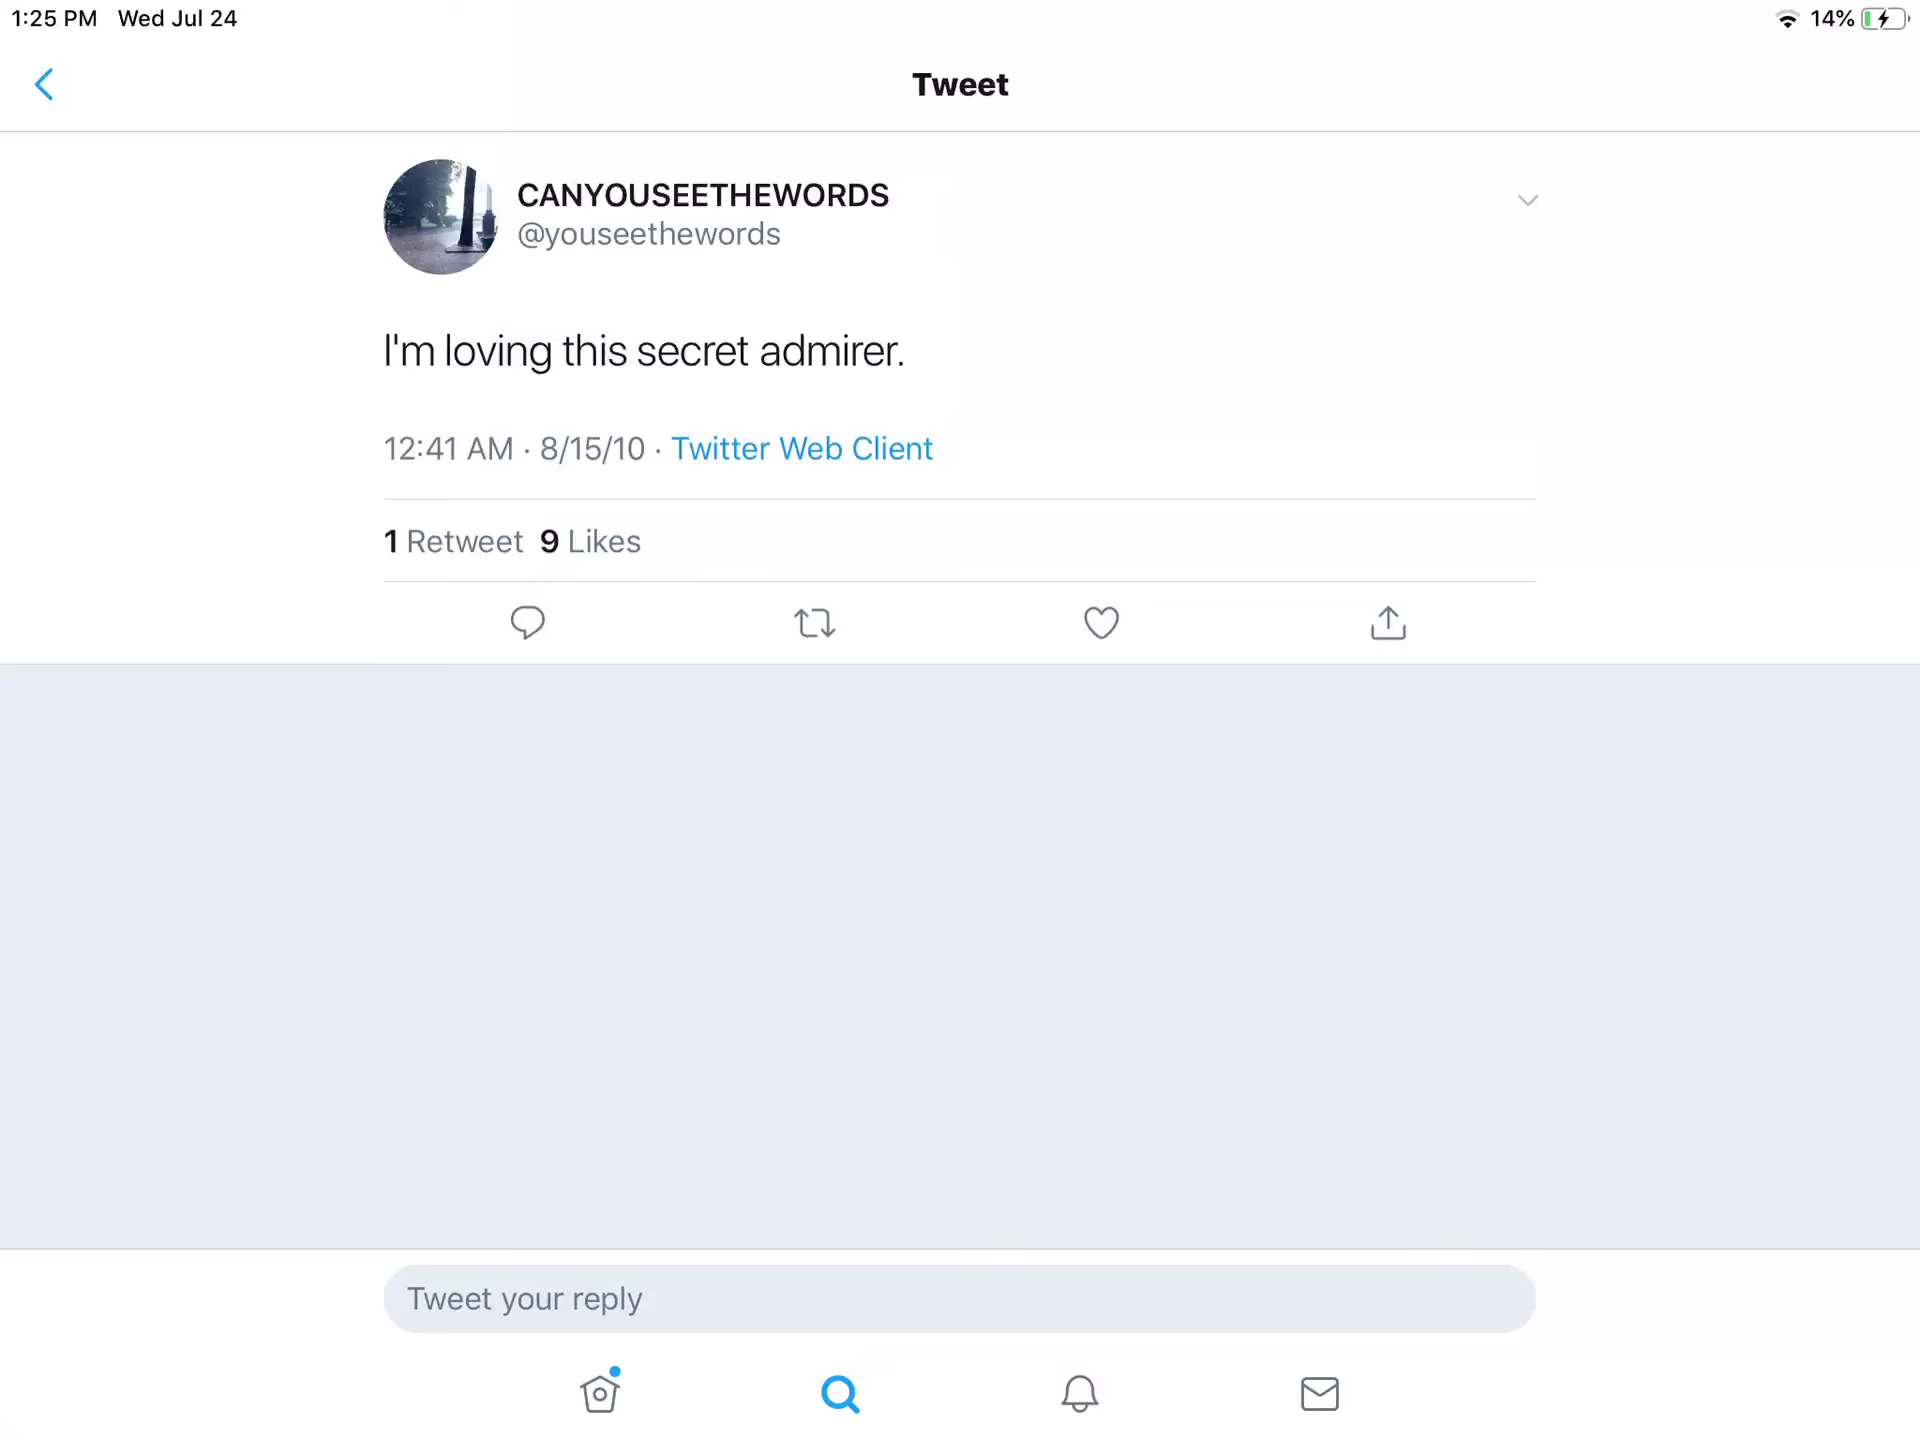 1:25 PM Wed Jul 24 14%
Tweet
CANYOUSEETHEWORDS
@youseethewords
I'm loving this secret admirer.
12:41 AM · 8/15/10 · Twitter Web Client
1 Retweet 9 Likes
Tweet your reply